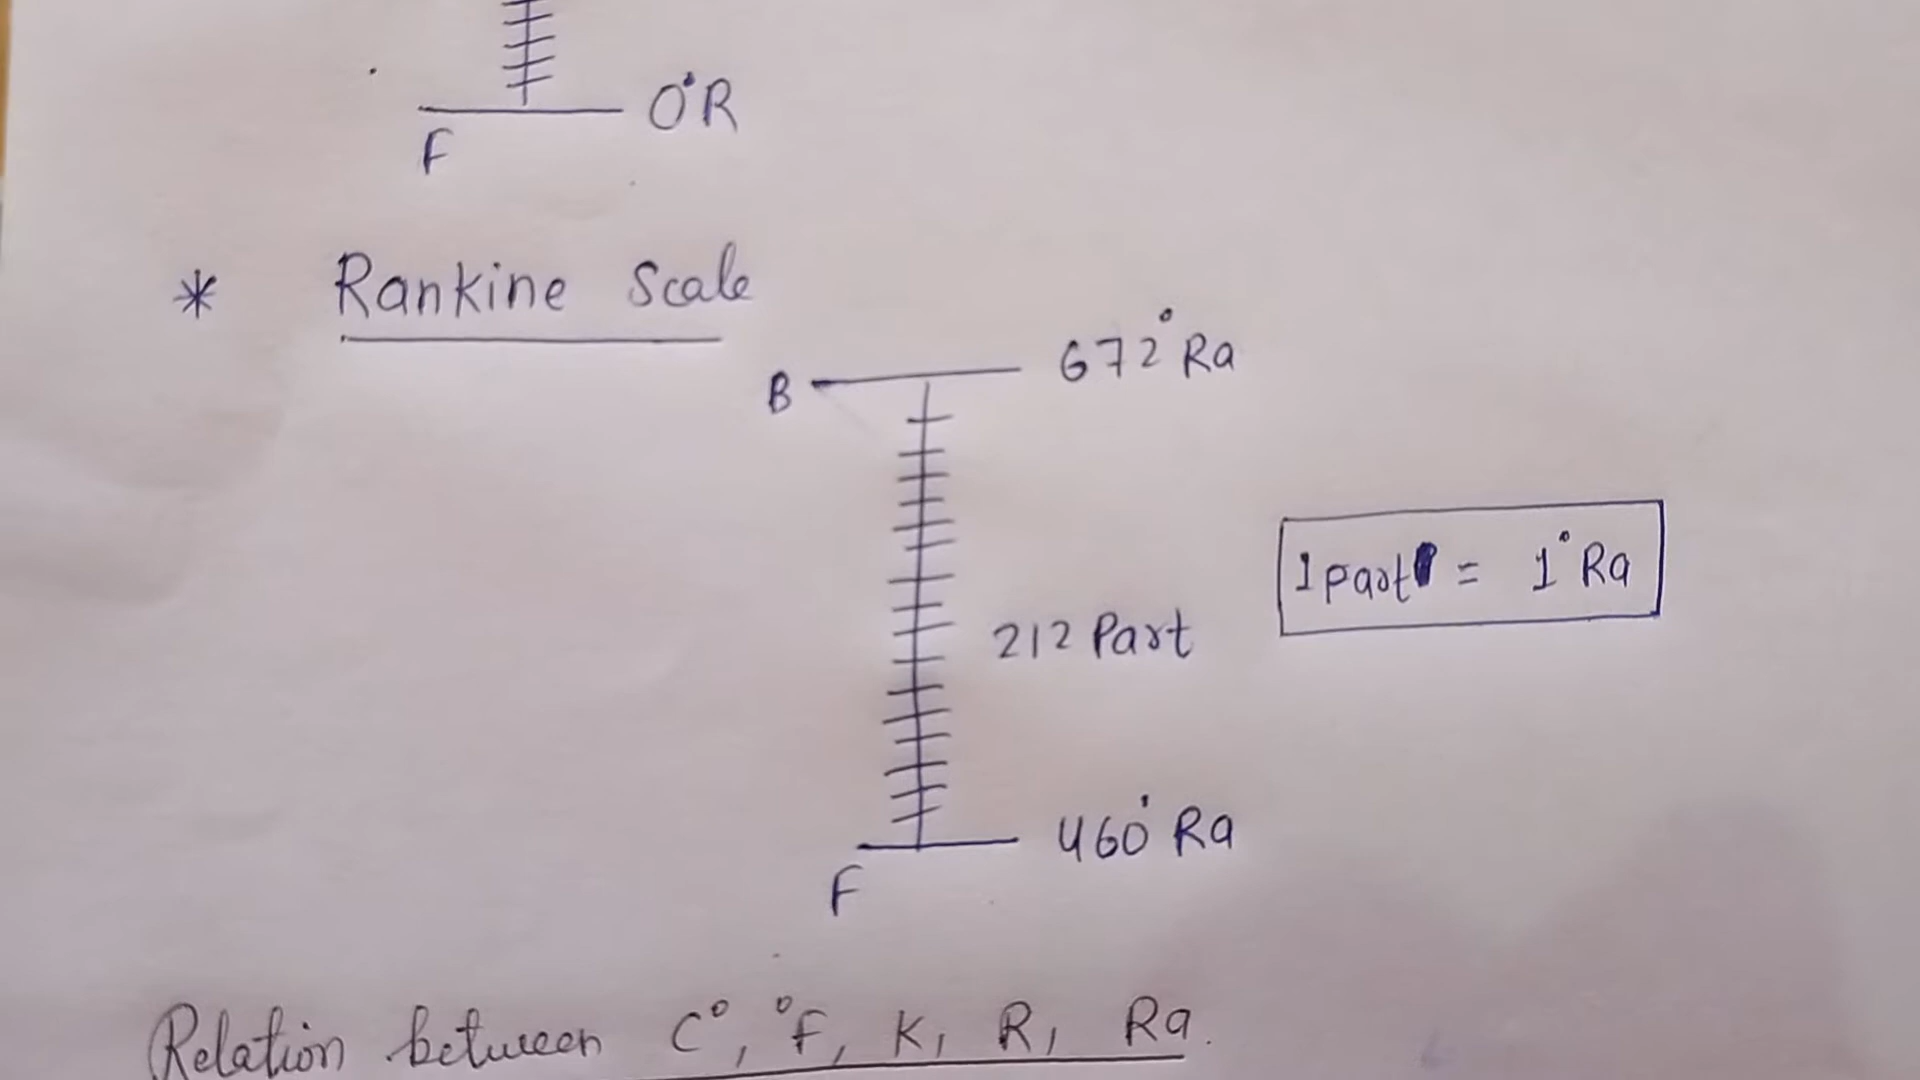 0°R
F
* Rankine Scale
672° Ra
B
1 part = 1° Ra
212 Part
460° Ra
F
Relation between C°, °F, K, R, Ra.